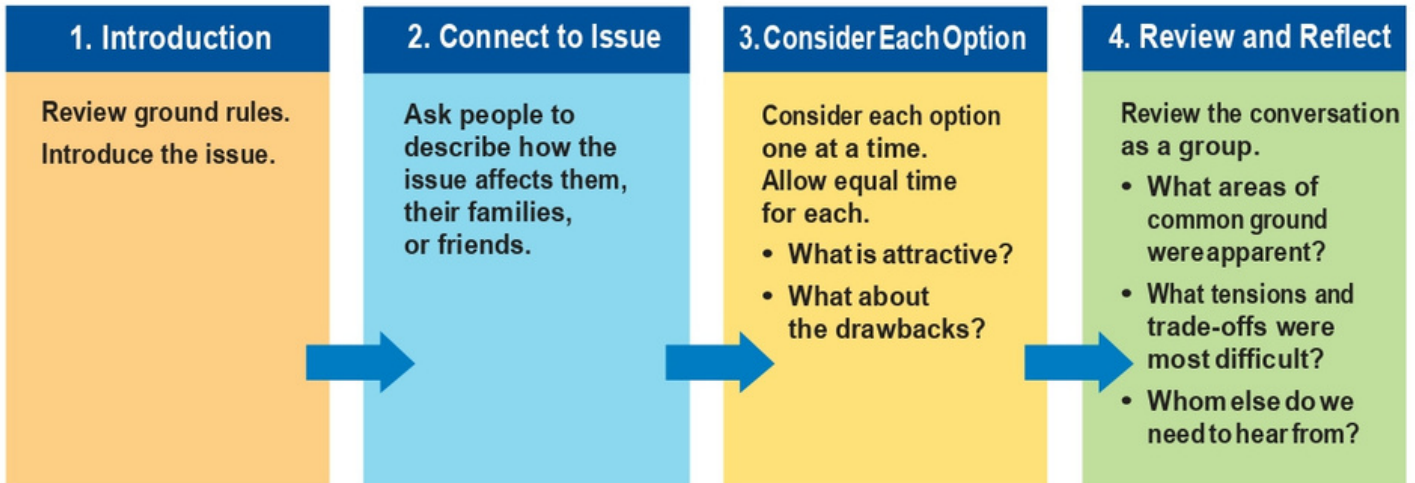 1. Introduction
Review ground rules.
Introduce the issue.
2. Connect to Issue
Ask people to
describe how the
issue affects them,
their families,
or friends.
3. Consider Each Option
Consider each option
one at a time.
Allow equal time
for each.
• What is attractive?
• What about
the drawbacks?
4. Review and Reflect
Review the conversation
as a group.
• What areas of
common ground
were apparent?
• What tensions and
trade-offs were
most difficult?
• Whom else do we
need to hear from?